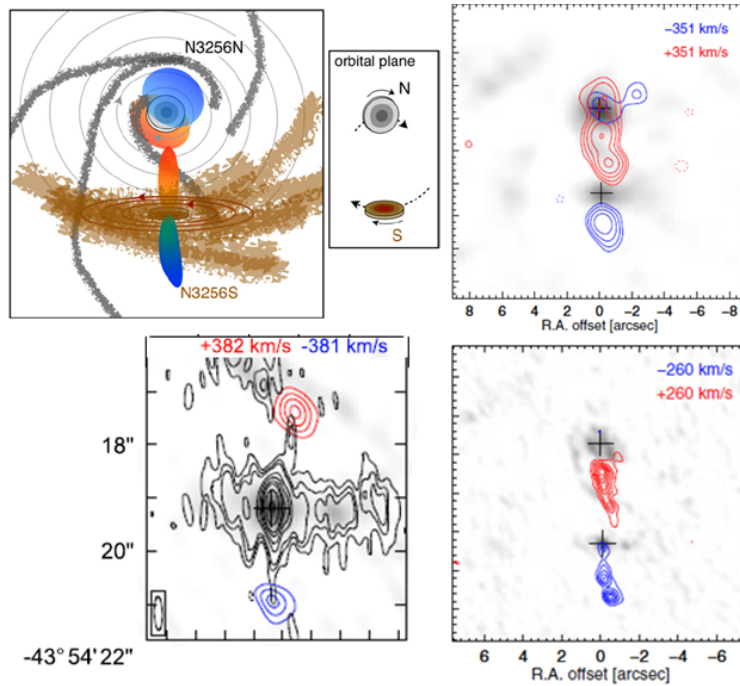 N3256N
N3256S
orbital plane
N
S
−351 km/s
+351 km/s
8 6 4 2 0 −2 −4 −6 −8
R.A. offset [arcsec]
+382 km/s -381 km/s
18"
20"
-43° 54' 22"
−260 km/s
+260 km/s
6 4 2 0 −2 −4 −6
R.A. offset [arcsec]